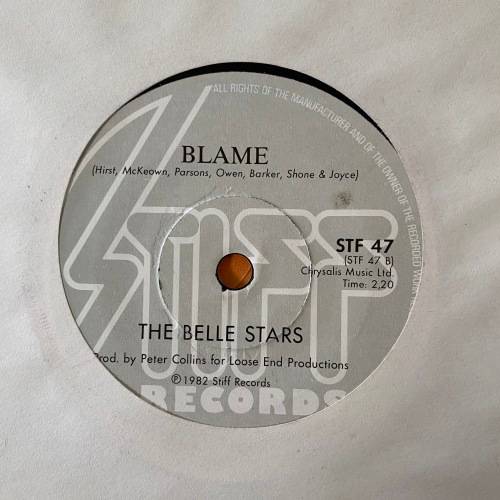 ALL RIGHTS OF THE MANUFACTURER AND OF THE OWNER OF THE RECORDED
BLAME
(Hirst, McKeown, Parsons, Owen, Barker, Shone & Joyce)
STiFF
STF 47
(STF 47 B)
Chrysalis Music Ltd.
Time: 2,20
THE BELLE STARS
Prod. by Peter Collins for Loose End Productions
℗ 1982 Stiff Records
RECORDS